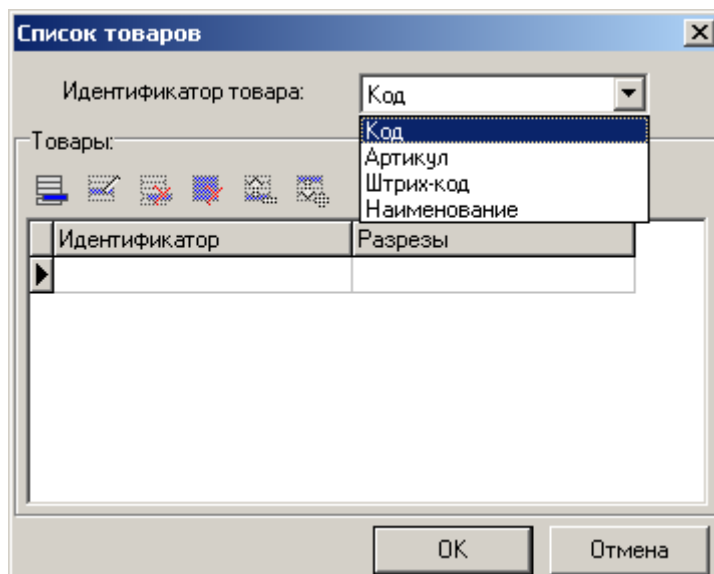 Список товаров
Идентификатор товара:
Код
Код
Артикул
Штрих-код
Наименование
Товары:
Идентификатор Разрезы
OK Отмена